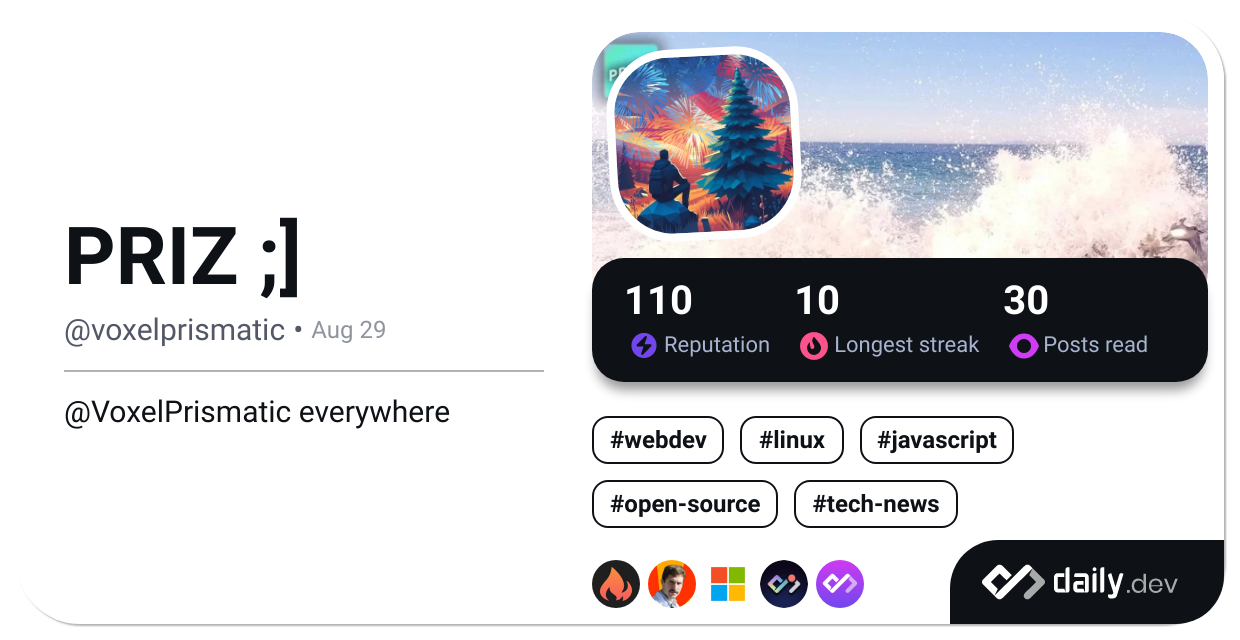 PRIZ ;]
@voxelprismatic • Aug 29
@VoxelPrismatic everywhere
110
Reputation
10
Longest streak
30
Posts read
#webdev
#linux
#javascript
#open-source
#tech-news
daily.dev